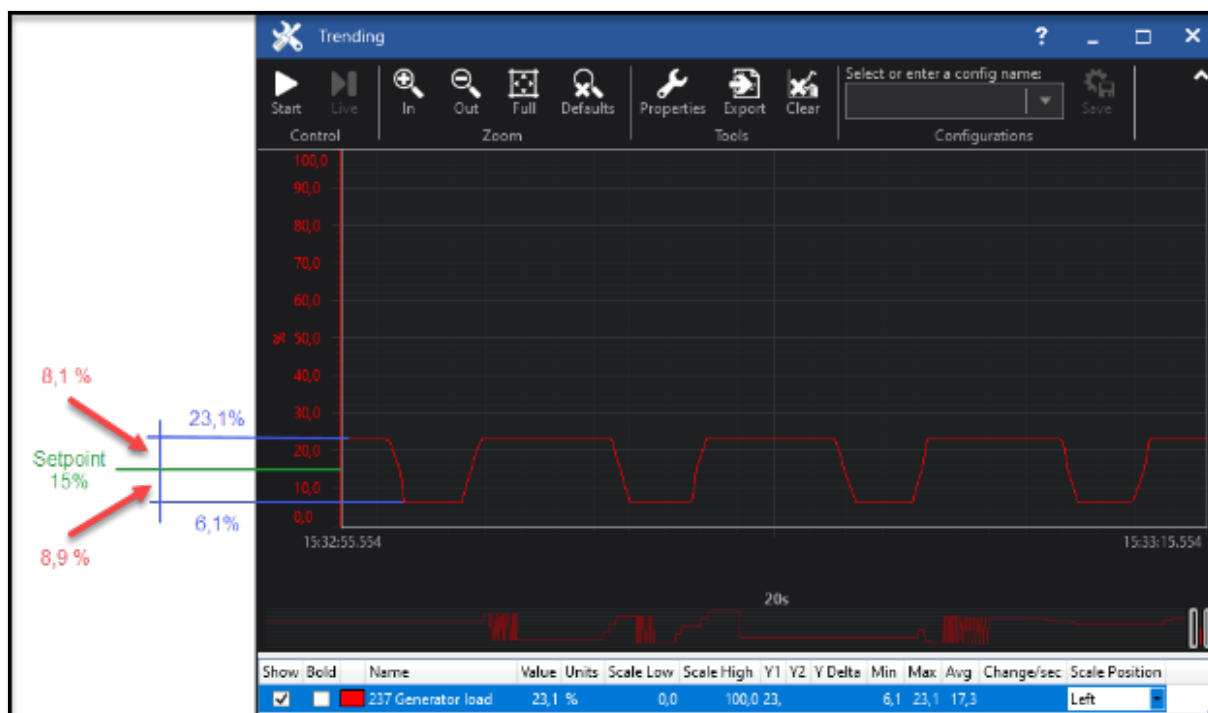 Trending
?
Select or enter a config name:
Start Live In Out Full Defaults Properties Export Clear Save
Control Zoom Tools Configurations
100,0
90,0
80,0
70,0
60,0
% 50,0
40,0
30,0
20,0
10,0
0,0
8,1 %
23,1%
Setpoint
15%
6,1%
8,9 %
15:32:55.554 15:33:15.554
20s
Show Bold Name Value Units Scale Low Scale High Y1 Y2 Y Delta Min Max Avg Change/sec Scale Position
237 Generator load 23,1 % 0,0 100,0 23, 6,1 23,1 17,3 Left